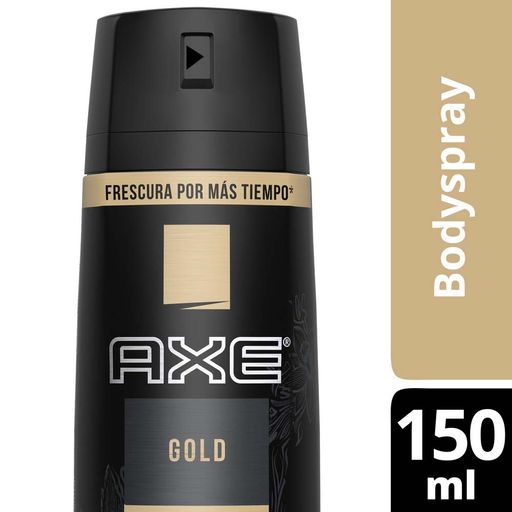 FRESCURA POR MÁS TIEMPO*
AXE®
GOLD
Bodyspray
150
ml